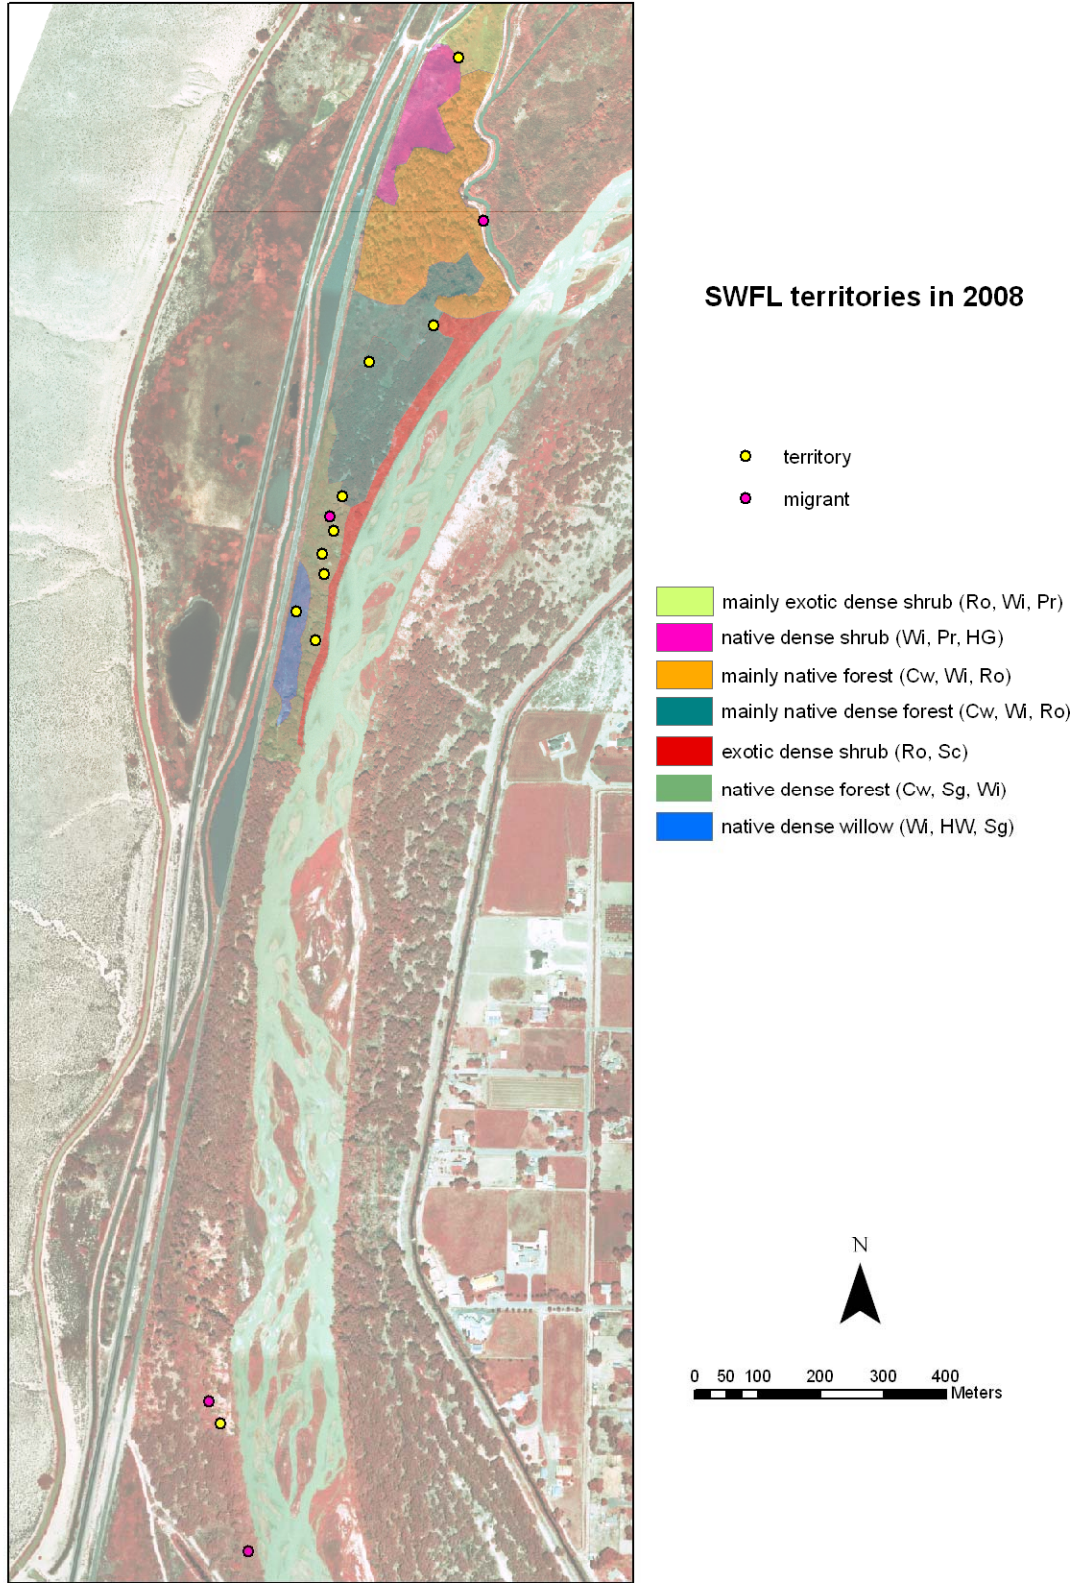 SWFL territories in 2008
territory
migrant
mainly exotic dense shrub (Ro, Wi, Pr)
native dense shrub (Wi, Pr, HG)
mainly native forest (Cw, Wi, Ro)
mainly native dense forest (Cw, Wi, Ro)
exotic dense shrub (Ro, Sc)
native dense forest (Cw, Sg, Wi)
native dense willow (Wi, HW, Sg)
N
0 50 100 200 300 400
Meters